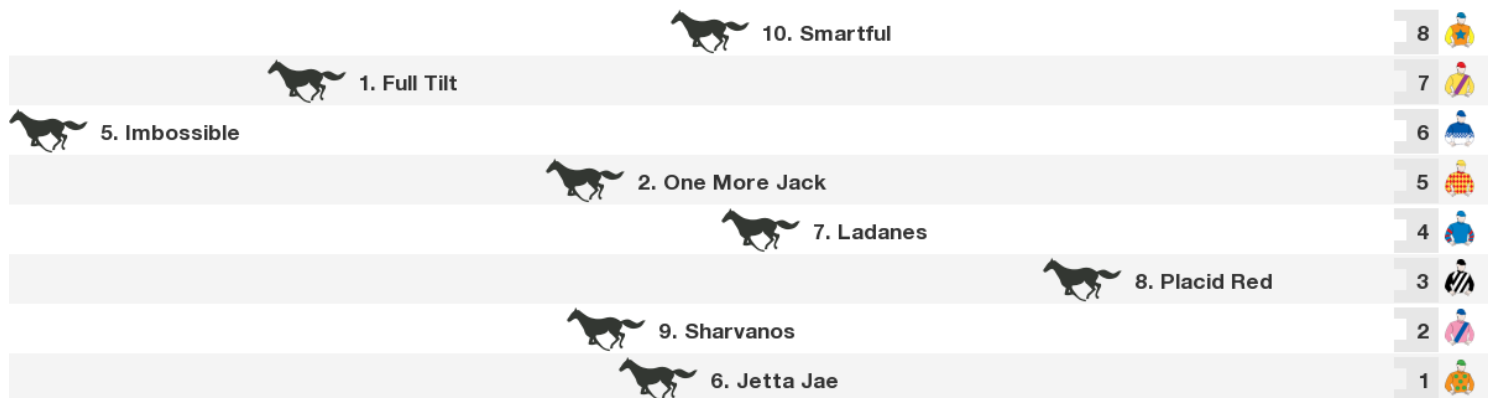 10. Smartful 8
1. Full Tilt 7
5. Imbossible 6
2. One More Jack 5
7. Ladanes 4
8. Placid Red 3
9. Sharvanos 2
6. Jetta Jae 1